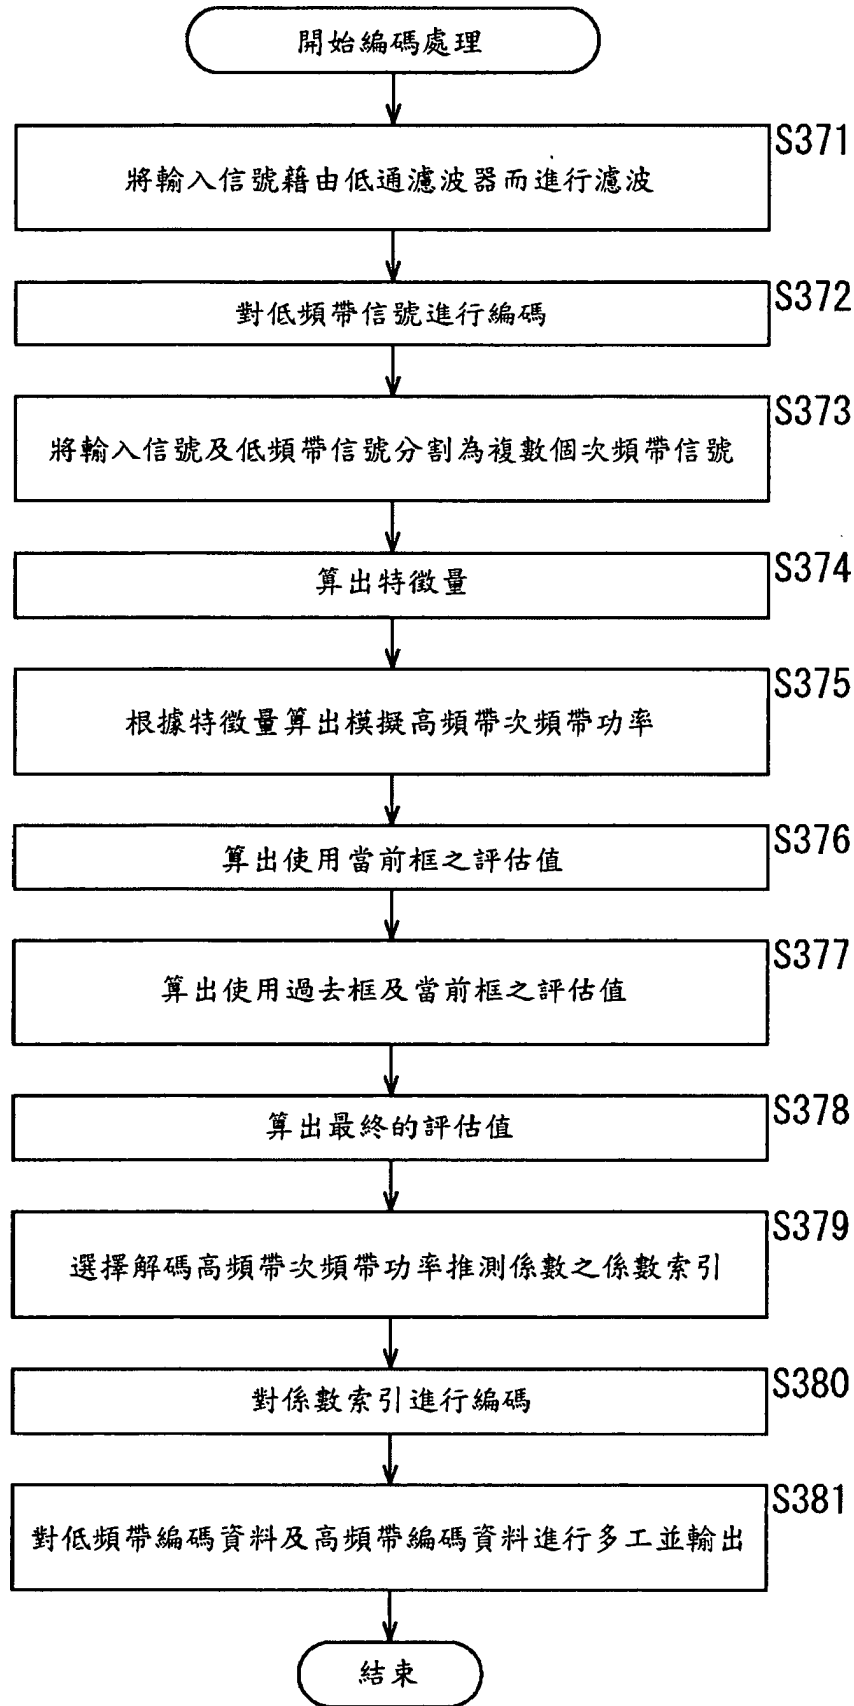 開始編碼處理
S371
將輸入信號藉由低通濾波器而進行濾波
S372
對低頻帶信號進行編碼
S373
將輸入信號及低頻帶信號分割為複數個次頻帶信號
S374
算出特徵量
S375
根據特徵量算出模擬高頻帶次頻帶功率
S376
算出使用當前框之評估值
S377
算出使用過去框及當前框之評估值
S378
算出最終的評估值
S379
選擇解碼高頻帶次頻帶功率推測係數之係數索引
S380
對係數索引進行編碼
S381
對低頻帶編碼資料及高頻帶編碼資料進行多工並輸出
結束